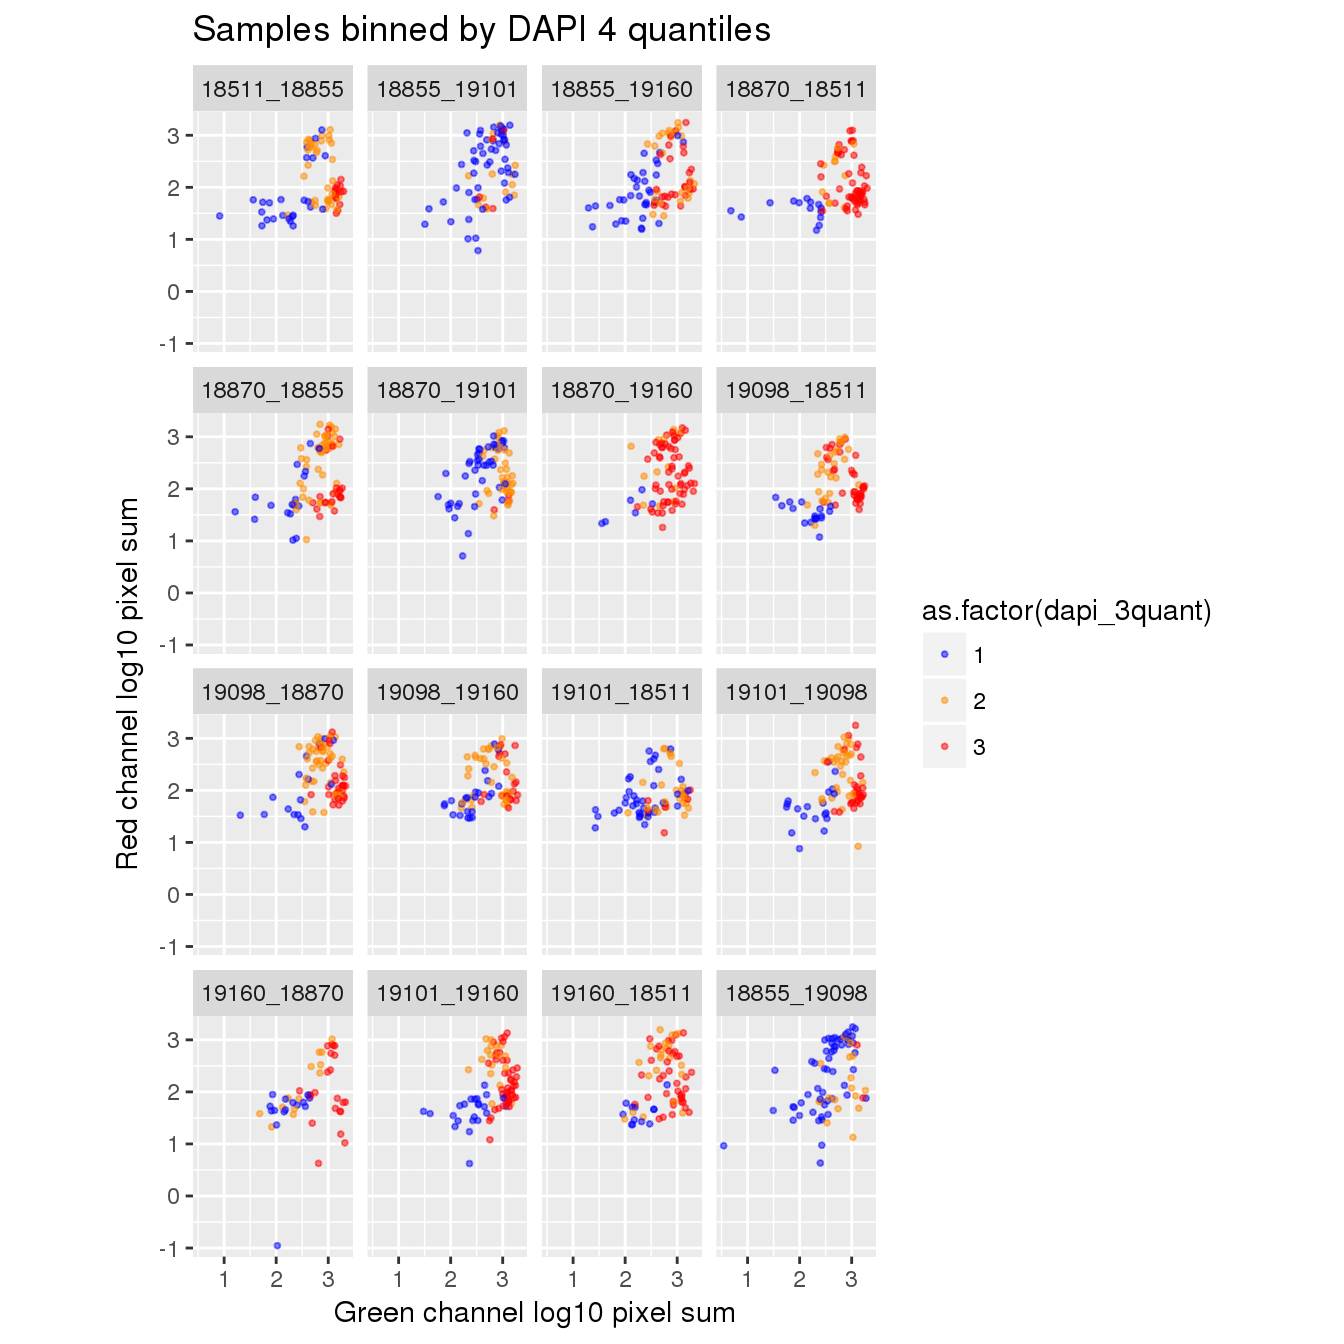 Samples binned by DAPI 4 quantiles
18511_18855 18855_19101 18855_19160 18870_18511
3
2
1
0
-1
18870_18855 18870_19101 18870_19160 19098_18511
3
2
1
0
-1
19098_18870 19098_19160 19101_18511 19101_19098
3
2
1
0
-1
19160_18870 19101_19160 19160_18511 18855_19098
3
2
1
0
-1
1 2 3 1 2 3 1 2 3 1 2 3
Green channel log10 pixel sum
Red channel log10 pixel sum
as.factor(dapi_3quant)
1
2
3